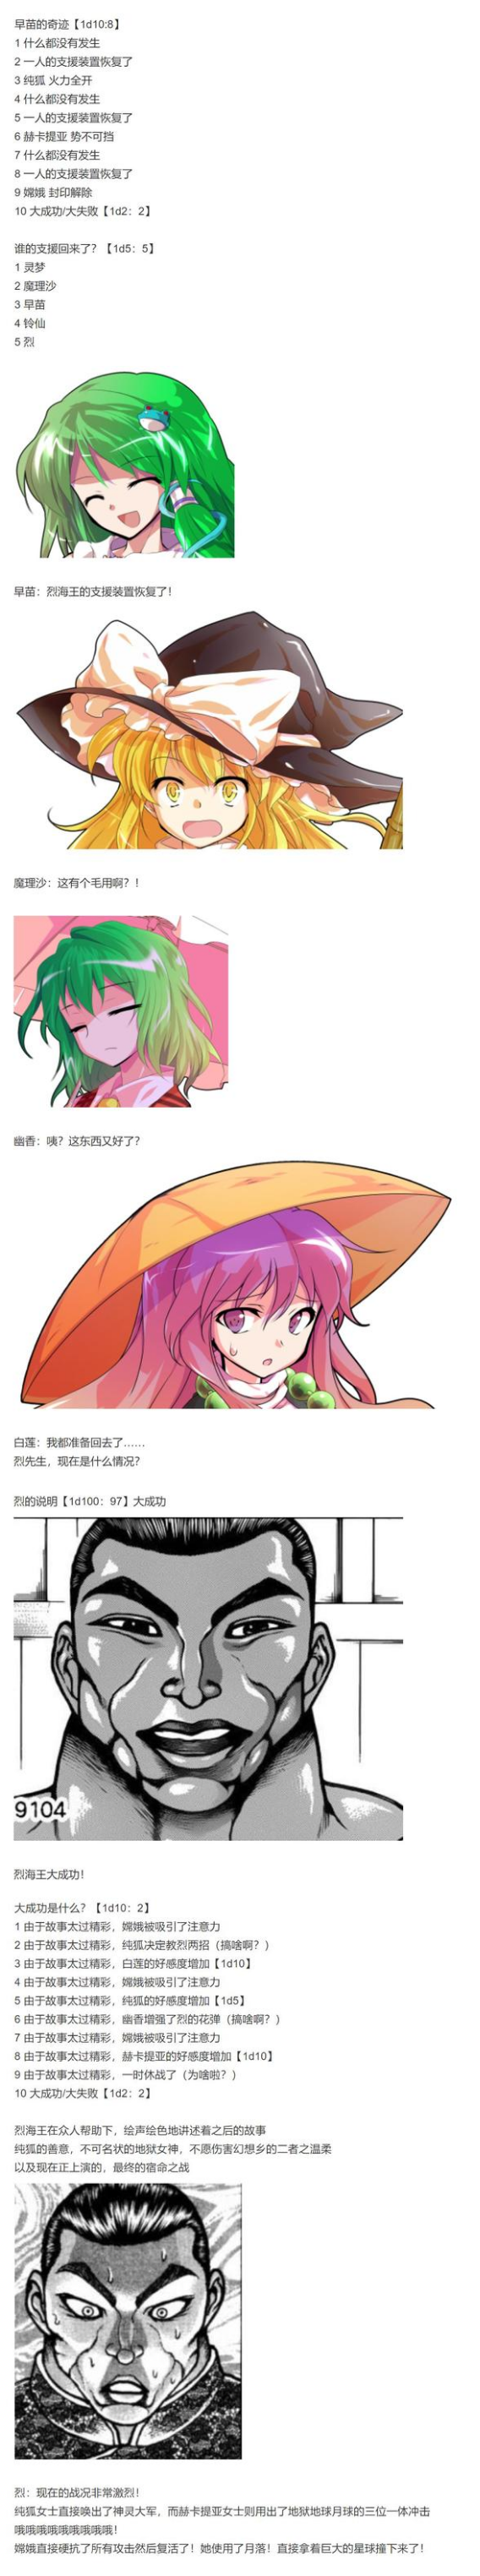 早苗的奇迹【1d10:8】
1 什么都没有发生
2 一人的支援装置恢复了
3 纯狐 火力全开
4 什么都没有发生
5 一人的支援装置恢复了
6 赫卡提亚 势不可挡
7 什么都没有发生
8 一人的支援装置恢复了
9 嫦娥 封印解除
10 大成功/大失败【1d2：2】
谁的支援回来了？【1d5：5】
1 灵梦
2 魔理沙
3 早苗
4 铃仙
5 烈
早苗：烈海王的支援装置恢复了！
魔理沙：这有个毛用啊？！
幽香：咦？这东西又好了？
白莲：我都准备回去了……
烈先生，现在是什么情况？
烈的说明【1d100：97】大成功
9104
烈海王大成功！
大成功是什么？【1d10：2】
1 由于故事太过精彩，嫦娥被吸引了注意力
2 由于故事太过精彩，纯狐决定教烈两招（搞啥啊？）
3 由于故事太过精彩，白莲的好感度增加【1d10】
4 由于故事太过精彩，嫦娥被吸引了注意力
5 由于故事太过精彩，纯狐的好感度增加【1d5】
6 由于故事太过精彩，幽香增强了烈的花弹（搞啥啊？）
7 由于故事太过精彩，嫦娥被吸引了注意力
8 由于故事太过精彩，赫卡提亚的好感度增加【1d10】
9 由于故事太过精彩，一时休战了（为啥啦？）
10 大成功/大失败【1d2：2】
烈海王在众人帮助下，绘声绘色地讲述着之后的故事
纯狐的善意，不可名状的地狱女神，不愿伤害幻想乡的二者之温柔
以及现在正上演的，最终的宿命之战
烈：现在的战况非常激烈！
纯狐女士直接唤出了神灵大军，而赫卡提亚女士则用出了地狱地球月球的三位一体冲击
哦哦哦哦哦哦哦哦哦！
嫦娥直接硬抗了所有攻击然后复活了！她使用了月落！直接拿着巨大的星球撞下来了！